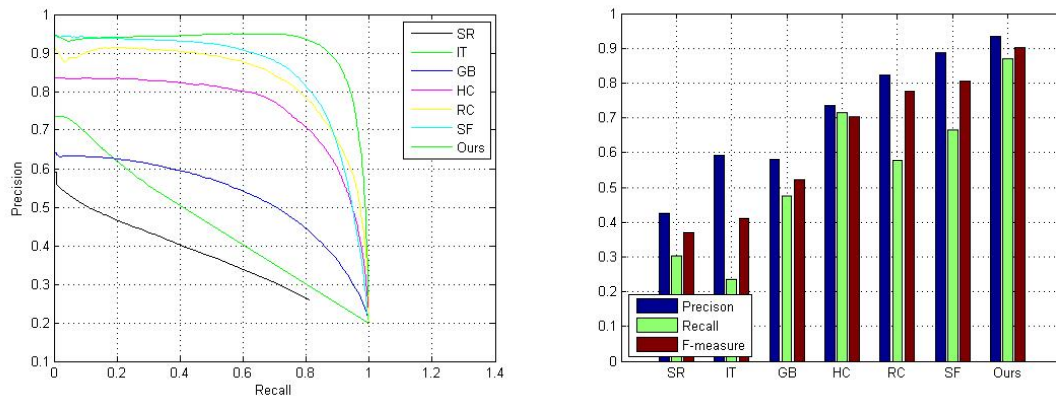 1
0.9
0.8
0.7
0.6
0.5
0.4
0.3
0.2
0.1
Precision
0 0.2 0.4 0.6 0.8 1 1.2 1.4
Recall
SR
IT
GB
HC
RC
SF
Ours
1
0.9
0.8
0.7
0.6
0.5
0.4
0.3
0.2
0.1
0
Precison
Recall
F-measure
SR IT GB HC RC SF Ours